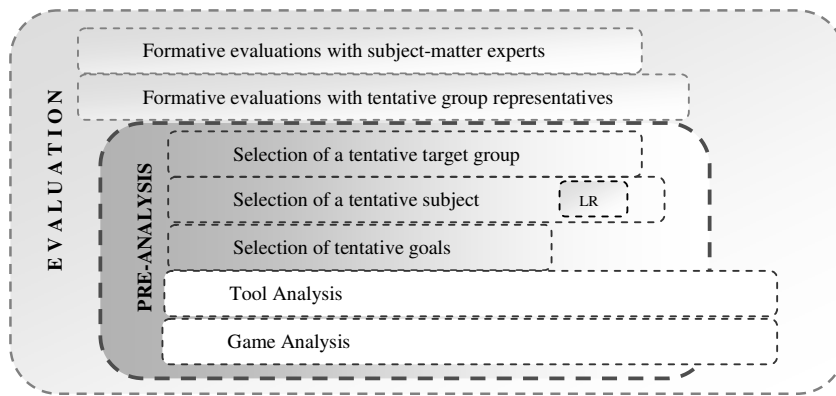 Formative evaluations with subject-matter experts
Formative evaluations with tentative group representatives
EVALUATION
PRE-ANALYSIS
Selection of a tentative target group
Selection of a tentative subject
LR
Selection of tentative goals
Tool Analysis
Game Analysis